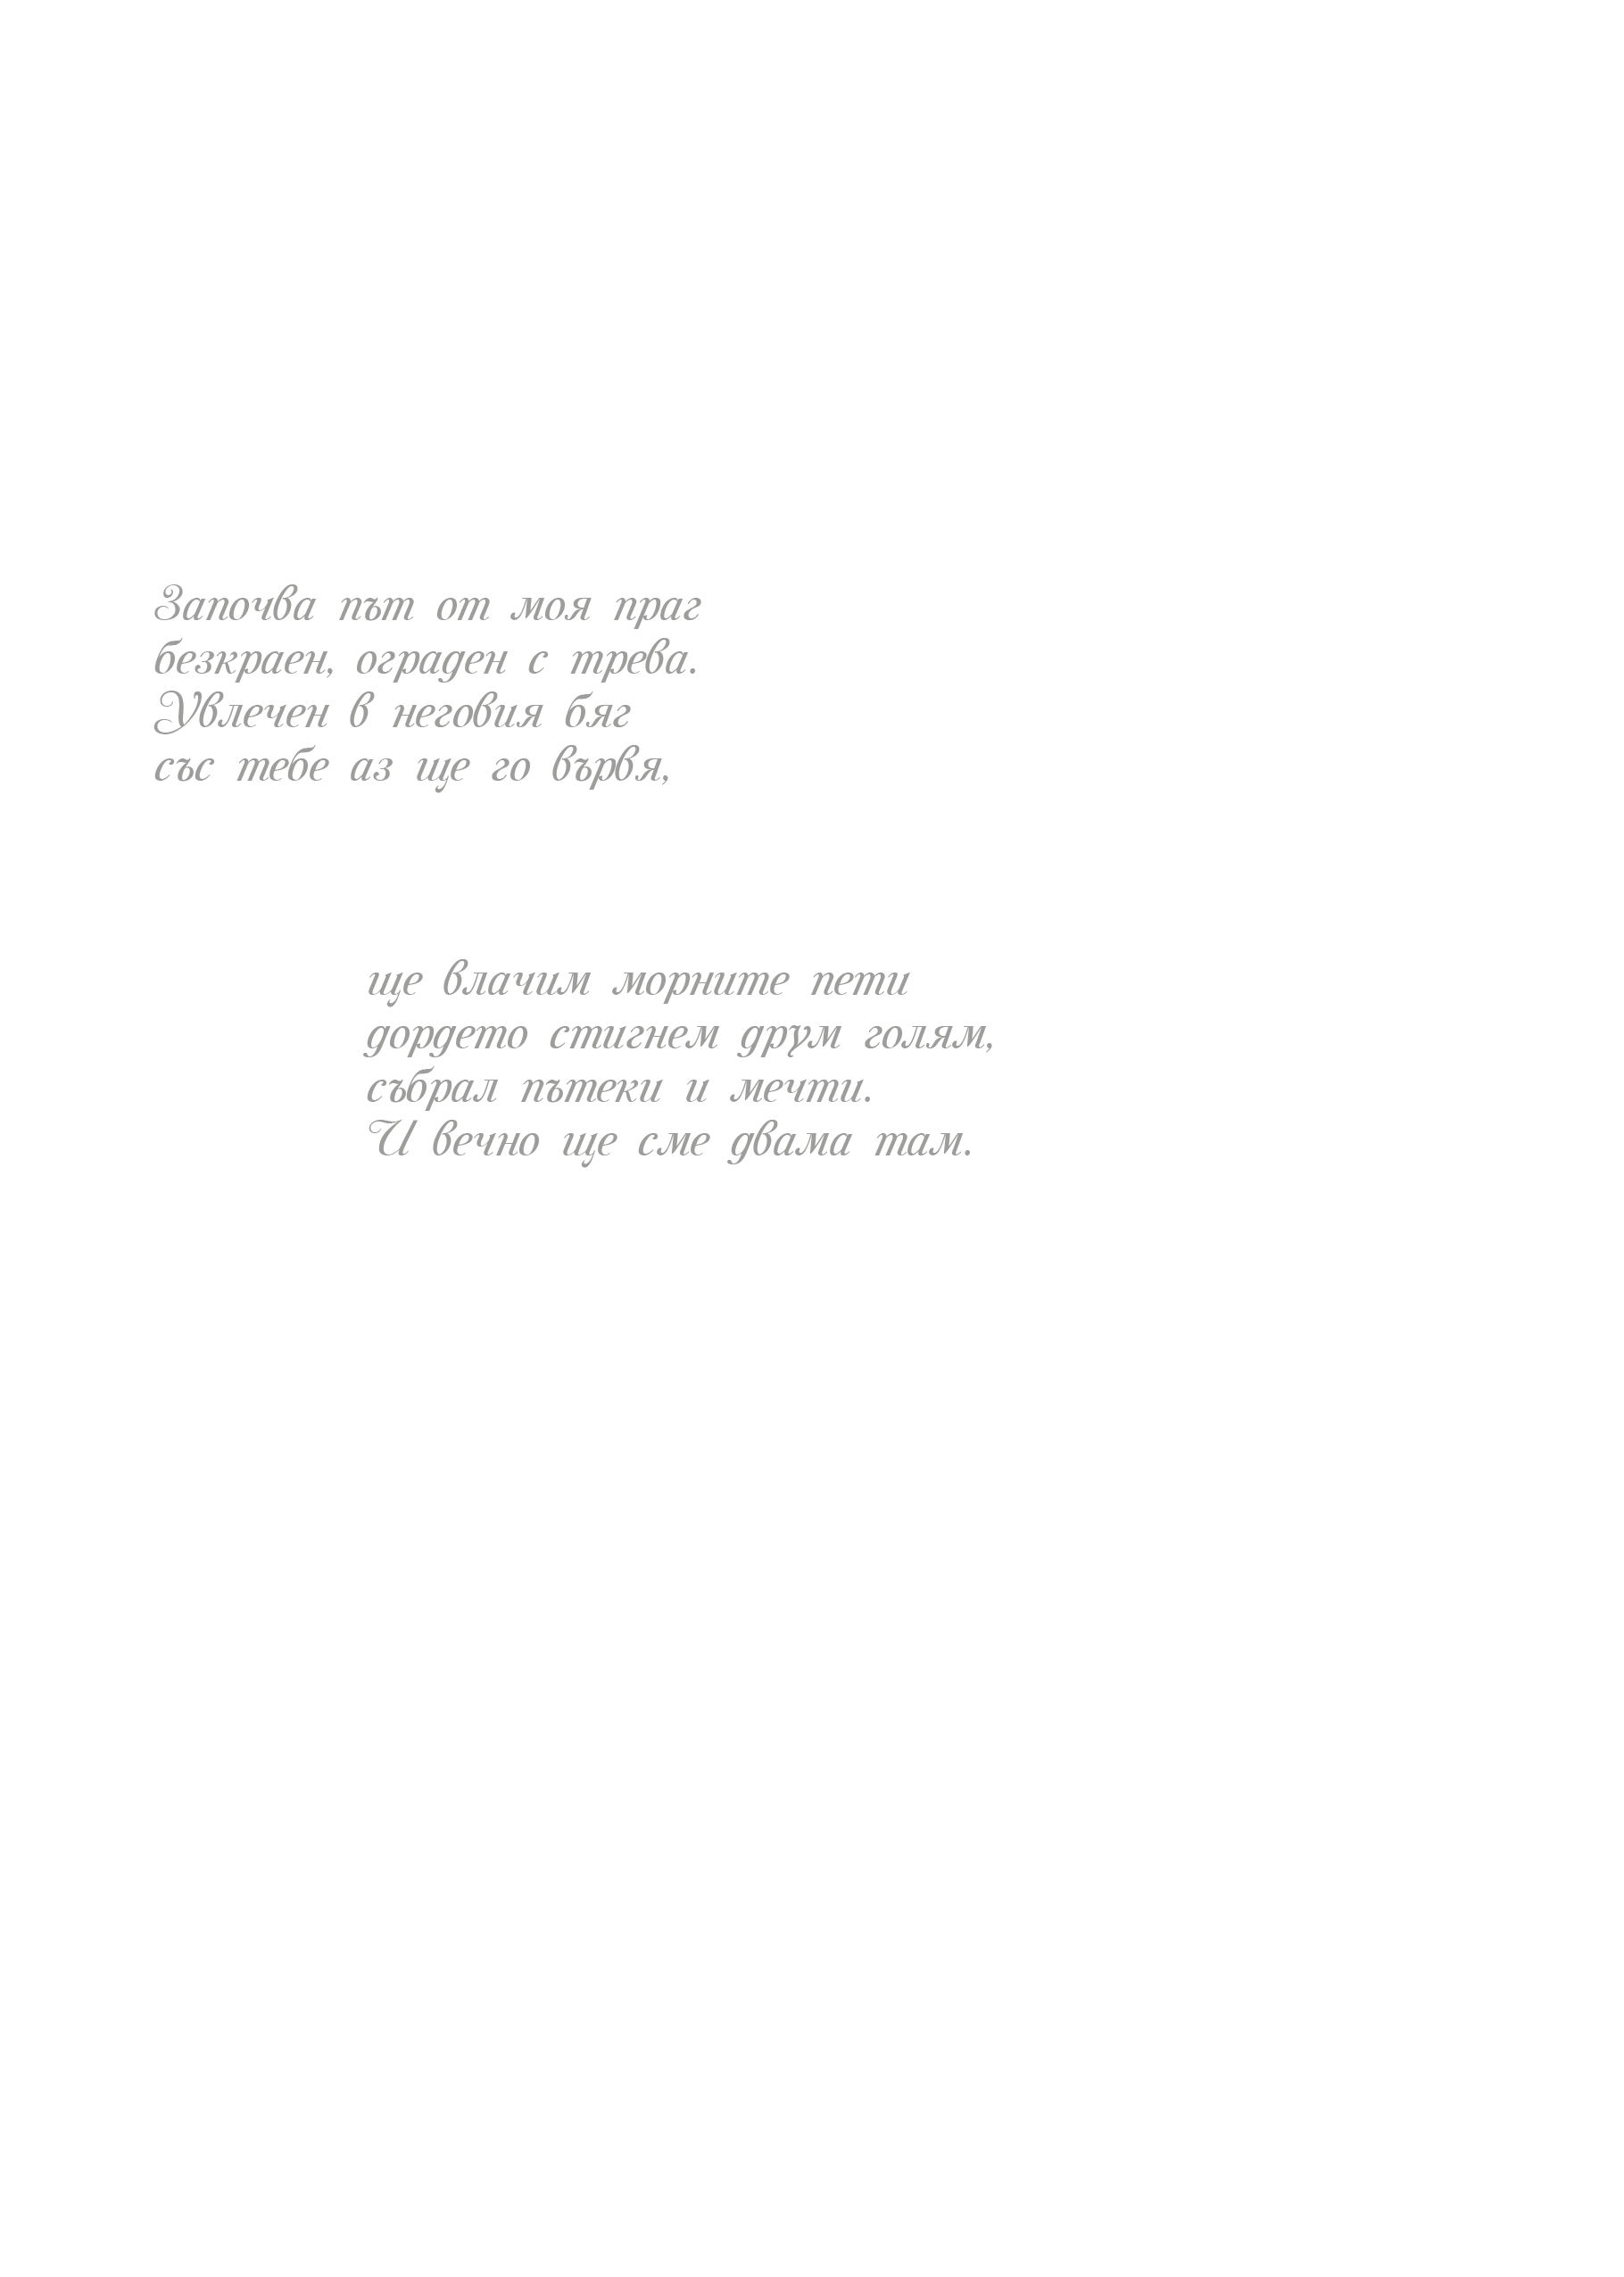 Започва път от моя праг
безкраен, ограден с трева.
Увлечен в неговия бяг
със тебе аз ще го вървя,
ще влачим морните пети
дордето стигнем друм голям,
събрал пътеки и мечти.
И вечно ще сме двама там.